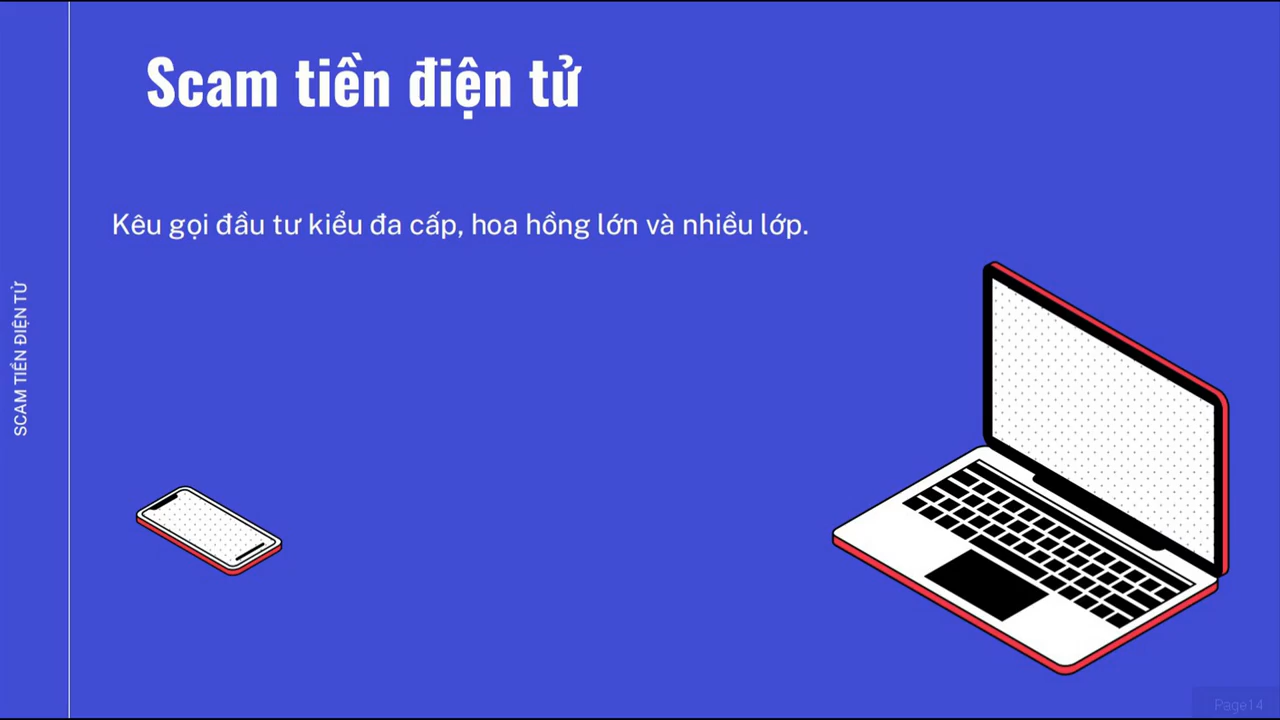 Scam tiền điện tử
Kêu gọi đầu tư kiểu đa cấp, hoa hồng lớn và nhiều lớp.
SCAM TIỀN ĐIỆN TỬ
Page14